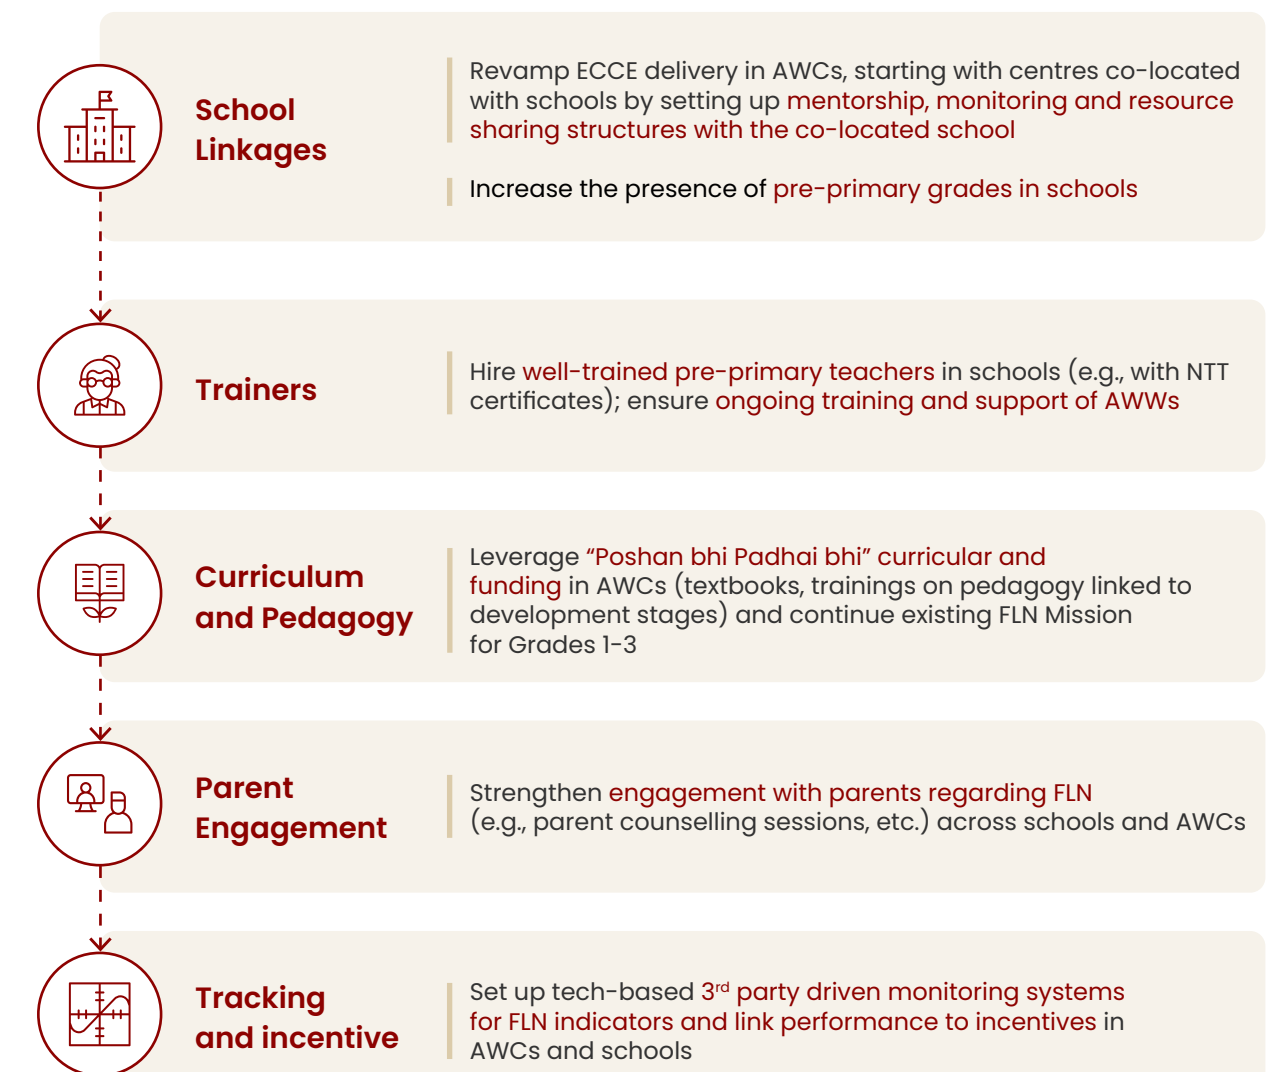 School
Linkages
Revamp ECCE delivery in AWCs, starting with centres co-located
with schools by setting up mentorship, monitoring and resource
sharing structures with the co-located school
Increase the presence of pre-primary grades in schools
Trainers
Hire well-trained pre-primary teachers in schools (e.g., with NTT
certificates); ensure ongoing training and support of AWWs
Curriculum
and Pedagogy
Leverage “Poshan bhi Padhai bhi” curricular and
funding in AWCs (textbooks, trainings on pedagogy linked to
development stages) and continue existing FLN Mission
for Grades 1-3
Parent
Engagement
Strengthen engagement with parents regarding FLN
(e.g., parent counselling sessions, etc.) across schools and AWCs
Tracking
and incentive
Set up tech-based 3rd party driven monitoring systems
for FLN indicators and link performance to incentives in
AWCs and schools